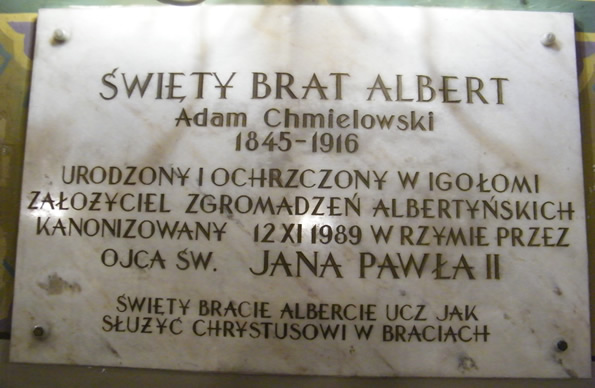 ŚWIĘTY BRAT ALBERT
Adam Chmielowski
1845-1916
URODZONY I OCHRZCZONY W IGOŁOMI
ZAŁOŻYCIEL ZGROMADZEŃ ALBERTYŃSKICH
KANONIZOWANY 12 XI 1989 W RZYMIE PRZEZ
OJCA ŚW. JANA PAWŁA II
ŚWIĘTY BRACIE ALBERCIE UCZ JAK
SŁUŻYĆ CHRYSTUSOWI W BRACIACH